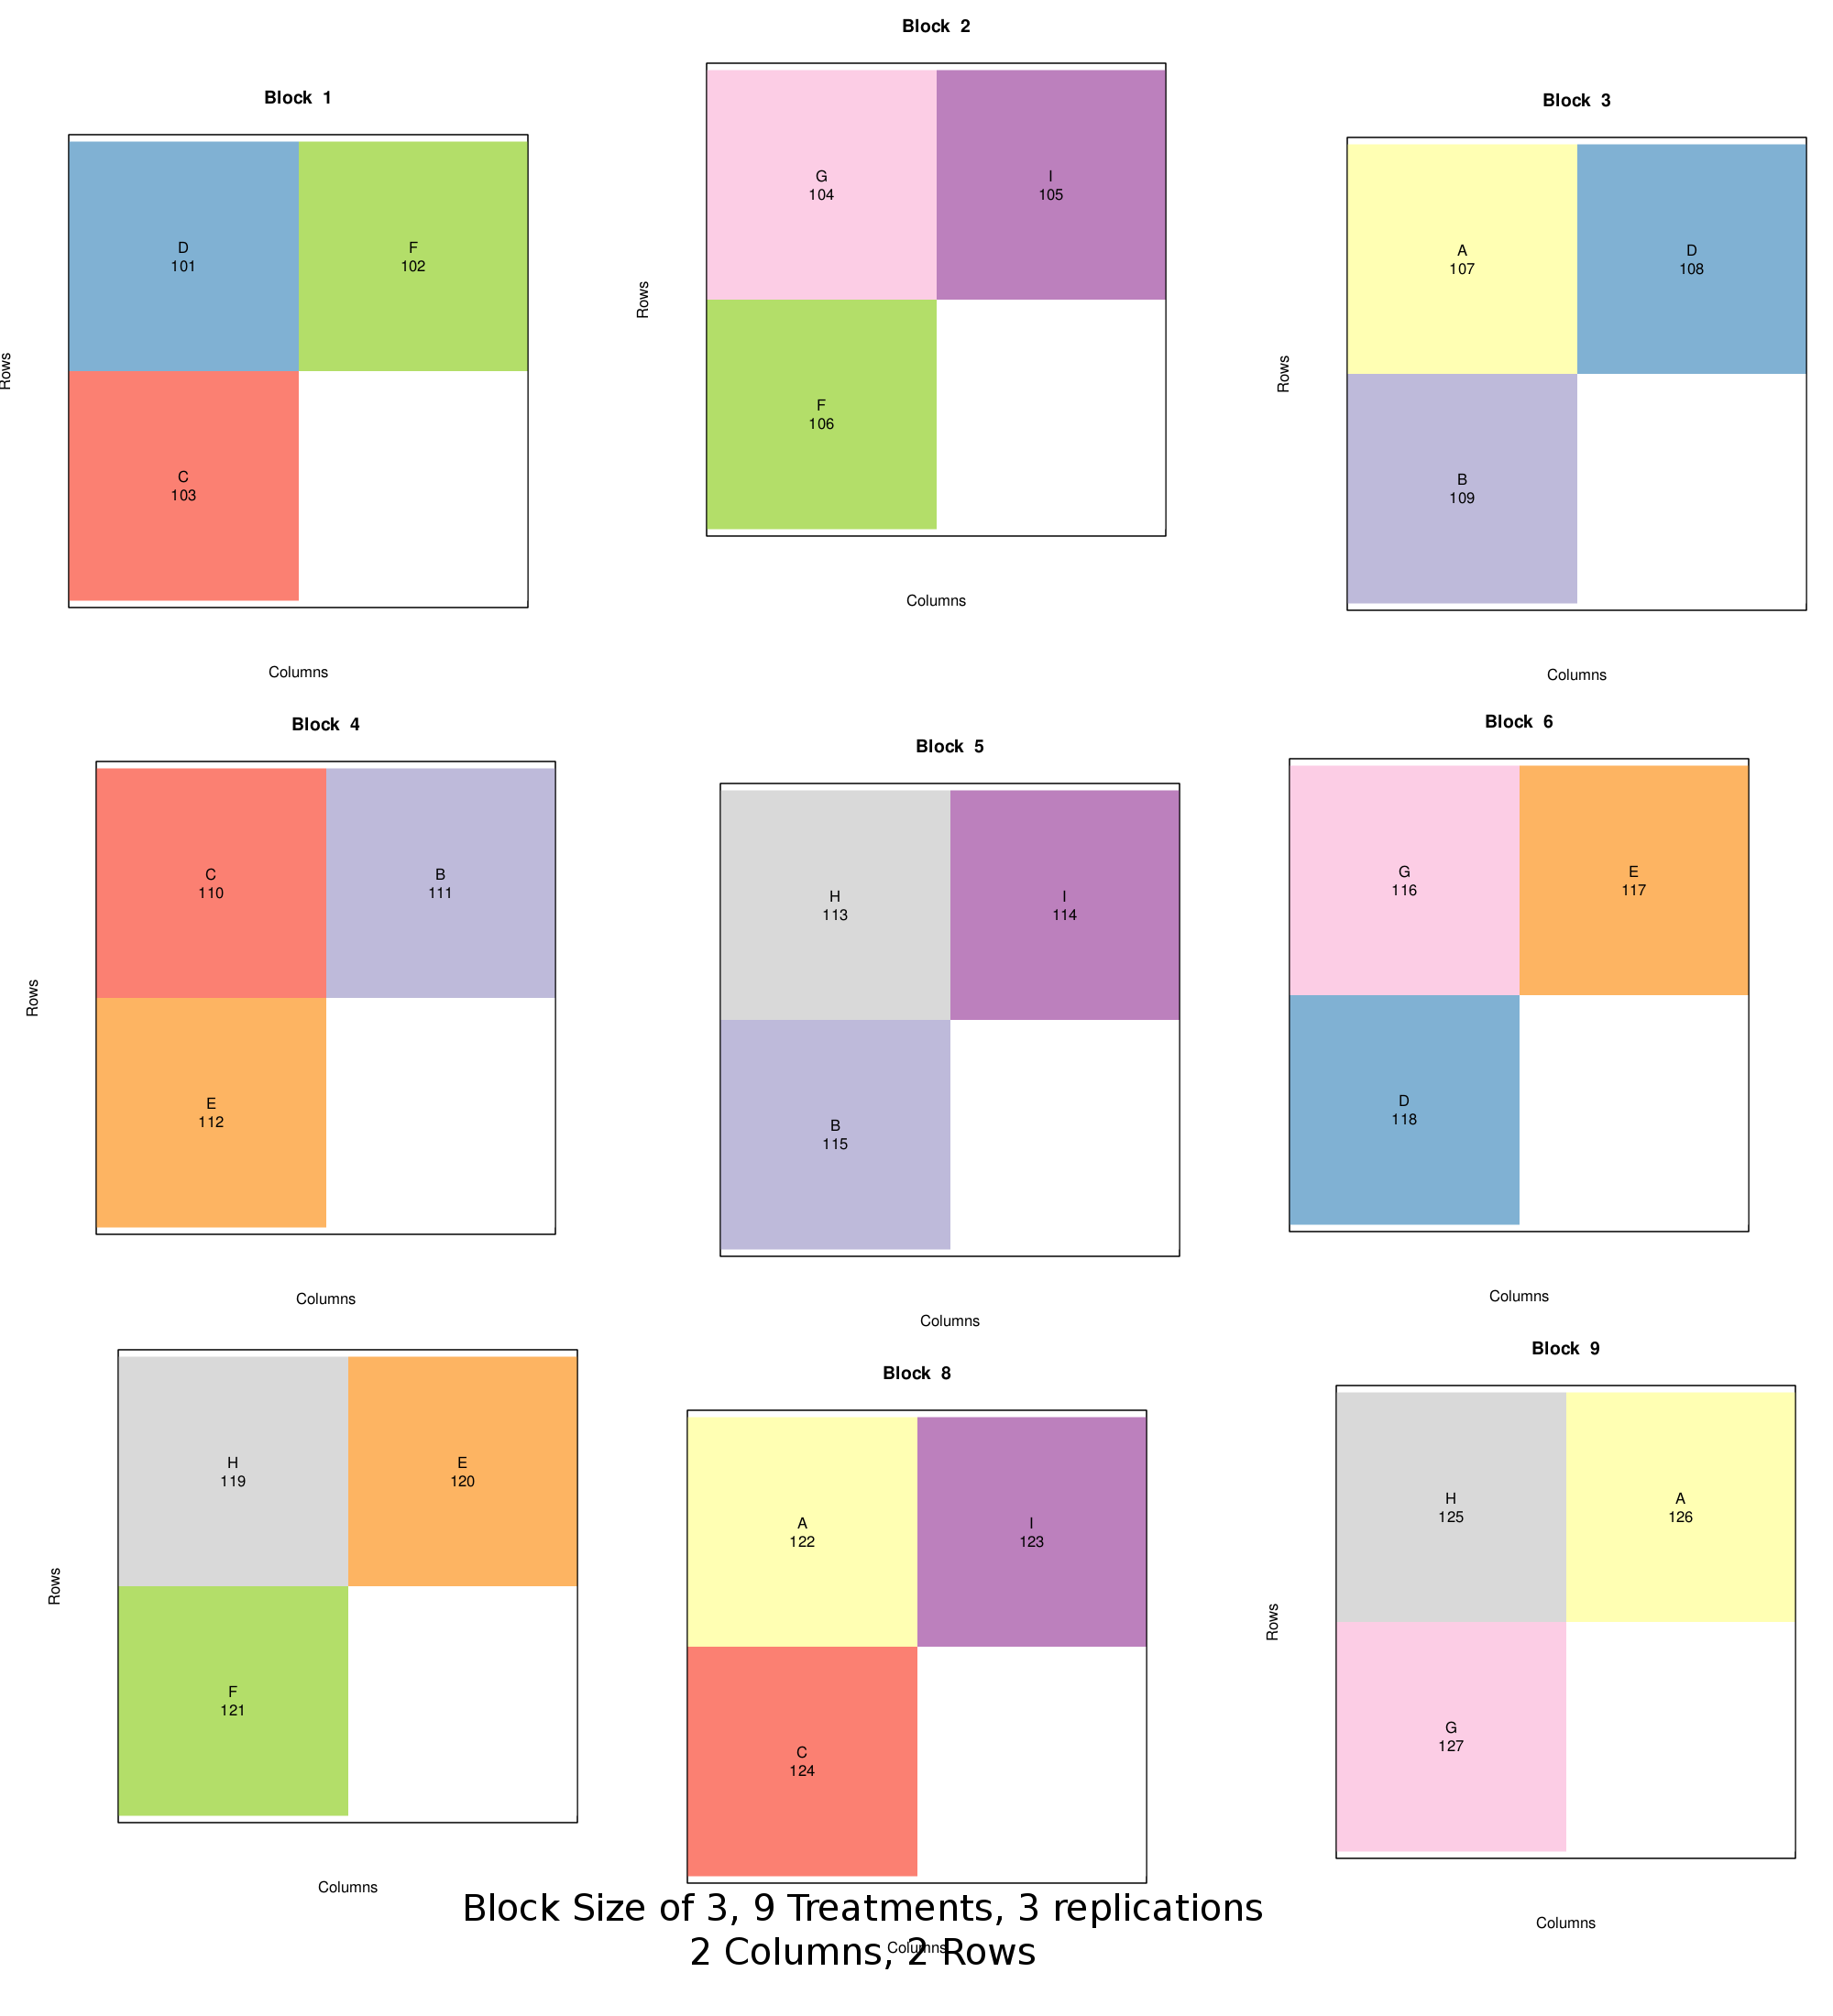 Block 1
D
101
F
102
C
103
Rows
Columns
Block 2
G
104
I
105
F
106
Rows
Columns
Block 3
A
107
D
108
B
109
Rows
Columns
Block 4
C
110
B
111
E
112
Rows
Columns
Block 5
H
113
I
114
B
115
Columns
Block 6
G
116
E
117
D
118
Columns
H
119
E
120
F
121
Rows
Columns
Block 8
A
122
I
123
C
124
Columns
Block 9
H
125
A
126
G
127
Rows
Columns
Block Size of 3, 9 Treatments, 3 replications
2 Columns, 2 Rows